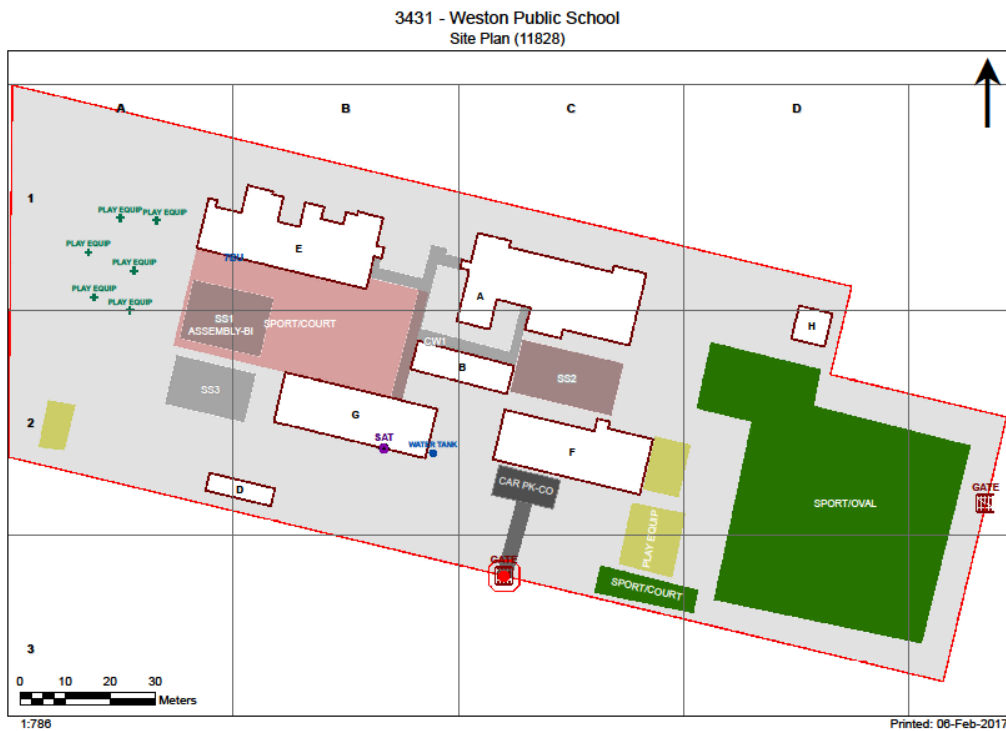 3431 - Weston Public School
Site Plan (11828)
A
B
C
D
1
PLAY EQUIP
PLAY EQUIP
PLAY EQUIP
PLAY EQUIP
PLAY EQUIP
PLAY EQUIP
E
A
H
SS1
ASSEMBLY-BI
SPORT/COURT
CW1
B
SS2
SS3
2
G
SAT
WATER TANK
F
D
CAR PK-CO
GATE
SPORT/OVAL
PLAY EQUIP
GATE
SPORT/COURT
3
0 10 20 30
Meters
1:786
Printed: 06-Feb-2017